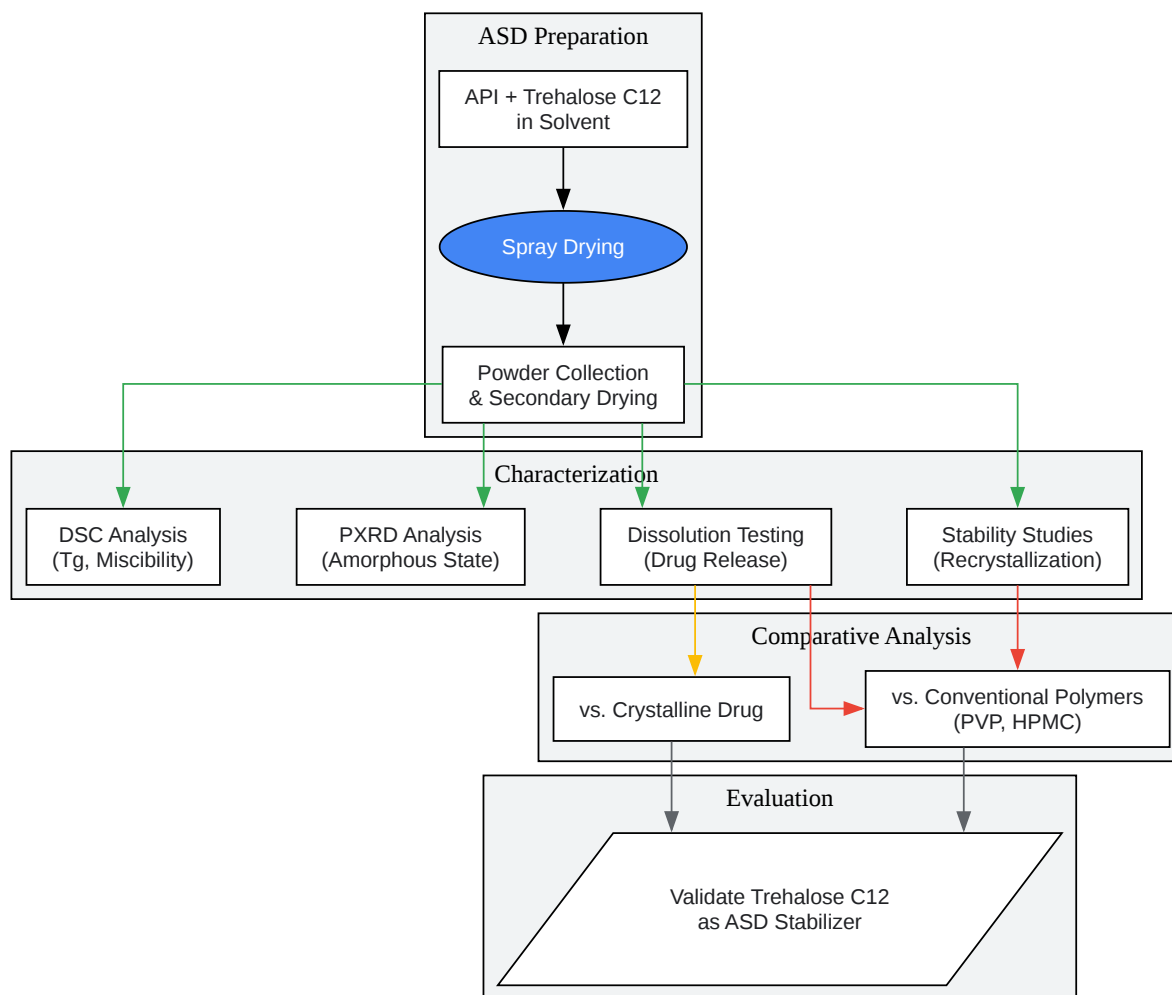 ASD Preparation
API + Trehalose C12
in Solvent
Spray Drying
Powder Collection
& Secondary Drying
Characterization
DSC Analysis
(Tg, Miscibility)
PXRD Analysis
(Amorphous State)
Dissolution Testing
(Drug Release)
Stability Studies
(Recrystallization)
Comparative Analysis
vs. Crystalline Drug
vs. Conventional Polymers
(PVP, HPMC)
Evaluation
Validate Trehalose C12
as ASD Stabilizer